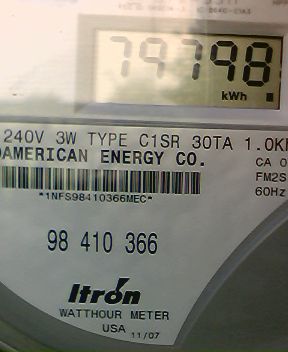 79798
kWh
240V 3W TYPE C1SR 30TA 1.0K
AMERICAN ENERGY CO.
CA 0
FM2S
60Hz
*1NFS98410366MEC*
98 410 366
Itrón
WATTHOUR METER
USA 11/07